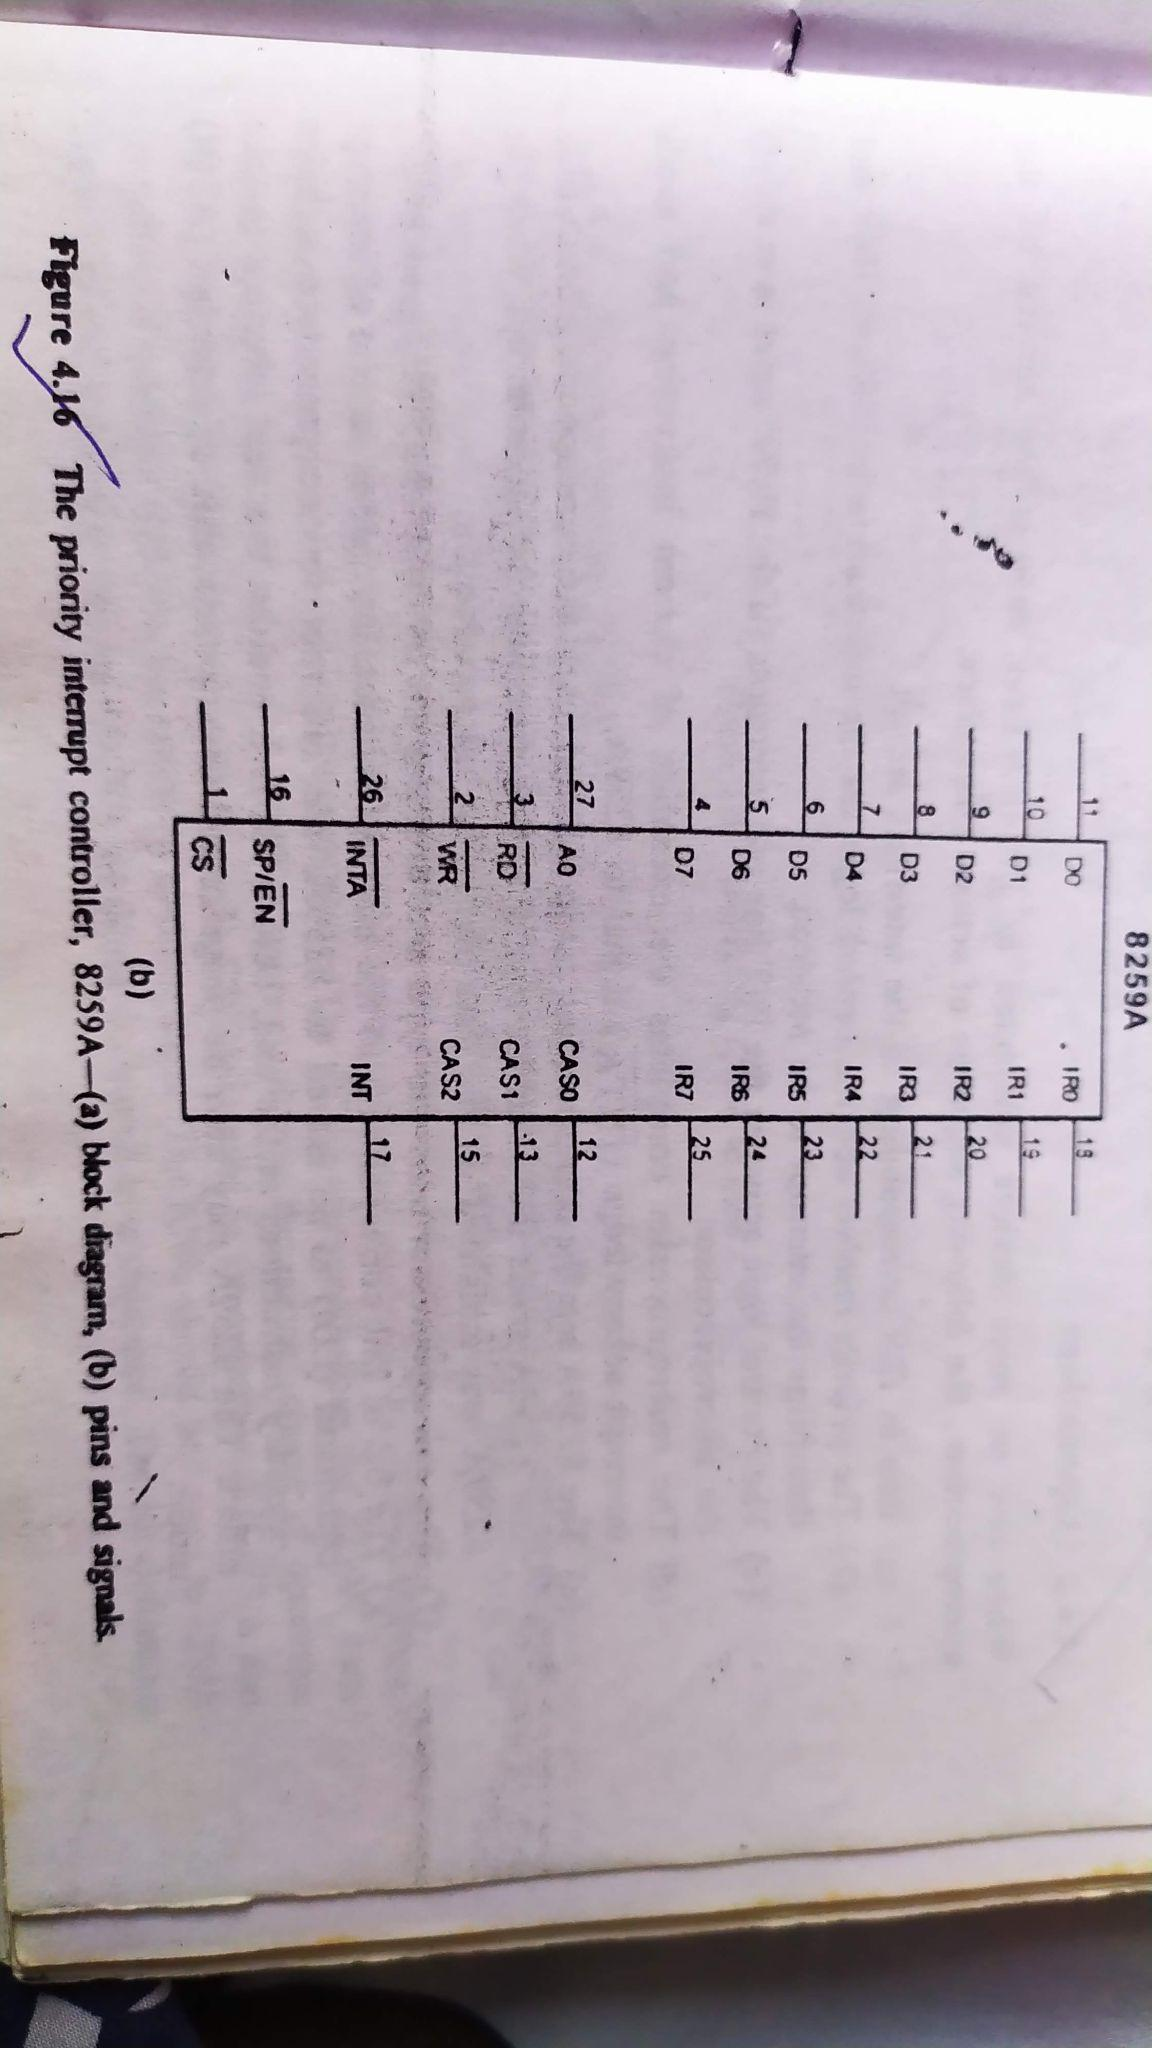 8259A
11 D0 IR0 18
10 D1 IR1 19
9 D2 IR2 20
8 D3 IR3 21
7 D4 IR4 22
6 D5 IR5 23
5 D6 IR6 24
4 D7 IR7 25
27 A0 CAS0 12
3 RD CAS1 13
2 WR CAS2 15
26 INTA INT 17
16 SP/EN
1 CS
(b)
Figure 4.16 The priority interrupt controller, 8259A—(a) block diagram, (b) pins and signals.